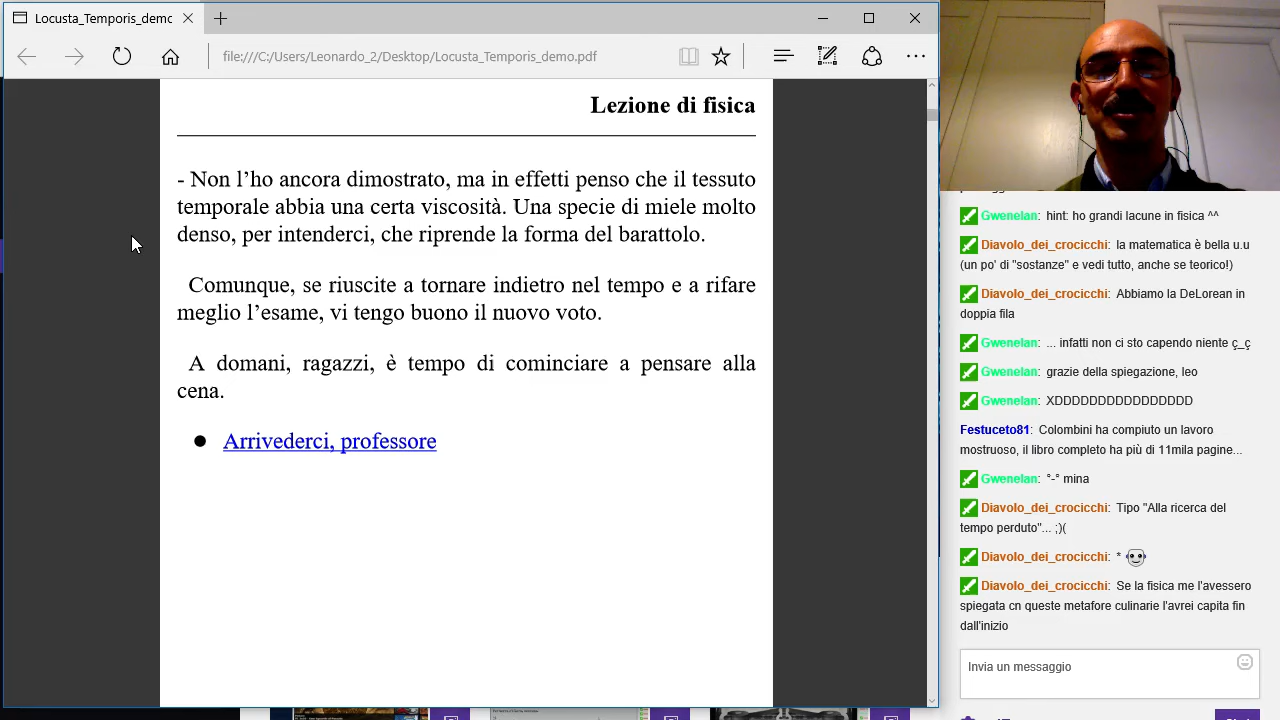 Locusta_Temporis_demo
file:///C:/Users/Leonardo_2/Desktop/Locusta_Temporis_demo.pdf
Lezione di fisica
- Non l'ho ancora dimostrato, ma in effetti penso che il tessuto
temporale abbia una certa viscosità. Una specie di miele molto
denso, per intenderci, che riprende la forma del barattolo.
Comunque, se riuscite a tornare indietro nel tempo e a rifare
meglio l'esame, vi tengo buono il nuovo voto.
A domani, ragazzi, è tempo di cominciare a pensare alla
cena.
● Arrivederci, professore
Gwenelan: hint: ho grandi lacune in fisica ^^
Diavolo_dei_crocicchi: la matematica è bella u.u
(un po' di "sostanze" e vedi tutto, anche se teorico!)
Diavolo_dei_crocicchi: Abbiamo la DeLorean in
doppia fila
Gwenelan: ... infatti non ci sto capendo niente ç_ç
Gwenelan: grazie della spiegazione, leo
Gwenelan: XDDDDDDDDDDDDDDDDD
Festuceto81: Colombini ha compiuto un lavoro
mostruoso, il libro completo ha più di 11mila pagine...
Gwenelan: °-° mina
Diavolo_dei_crocicchi: Tipo "Alla ricerca del
tempo perduto"... ;)(
Diavolo_dei_crocicchi: *
Diavolo_dei_crocicchi: Se la fisica me l'avessero
spiegata cn queste metafore culinarie l'avrei capita fin
dall'inizio
Invia un messaggio